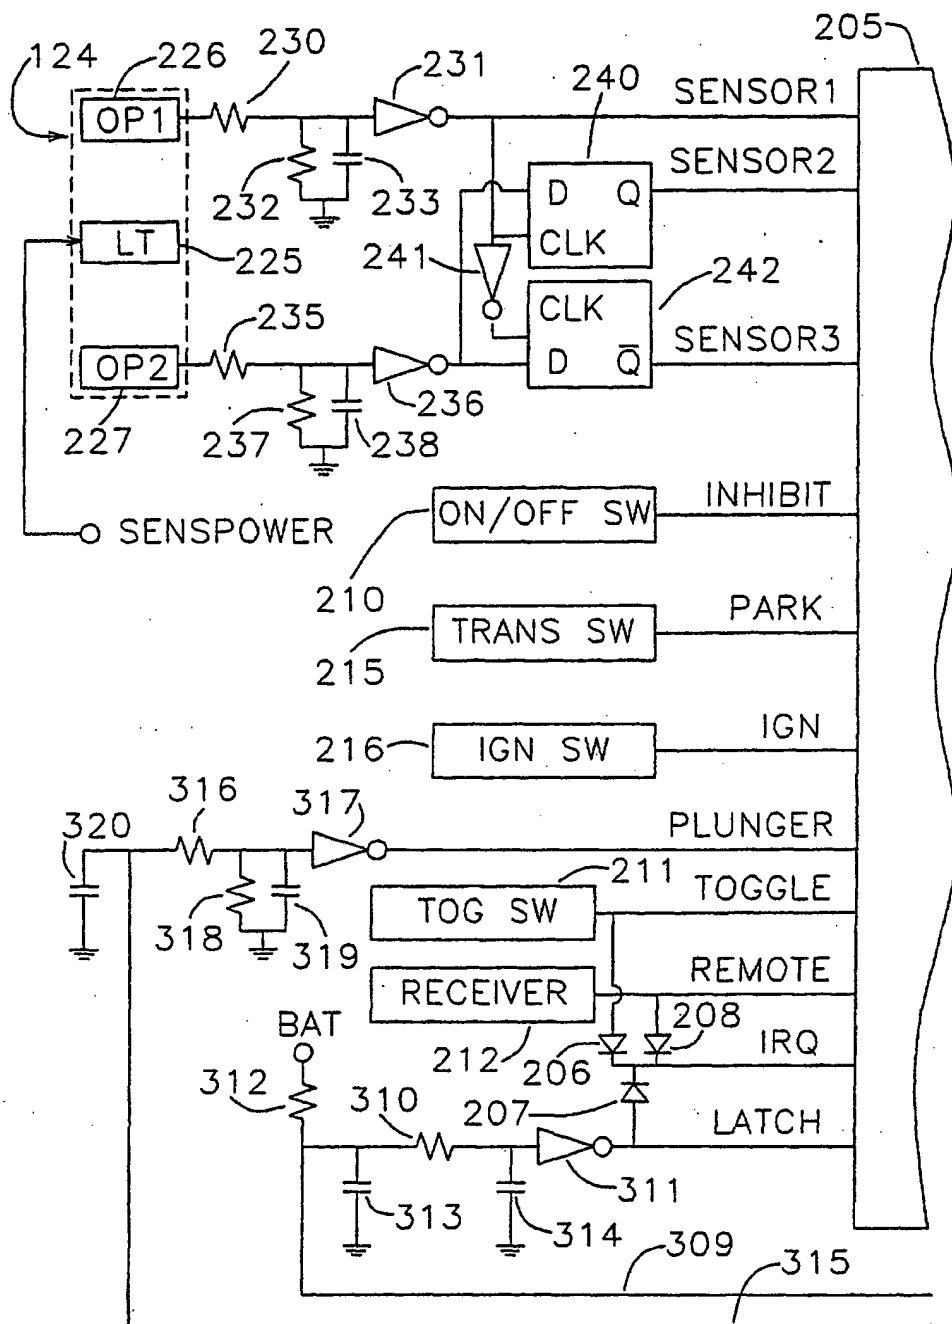 205
124
226
230
231
240
OP1
SENSOR1
232
233
D Q
SENSOR2
CLK
LT
225
241
242
CLK
235
D Q̅
SENSOR3
OP2
227
237
238
236
SENSPOWER
ON/OFF SW
INHIBIT
210
TRANS SW
PARK
215
IGN SW
IGN
216
316
317
PLUNGER
320
318
319
211
TOG SW
TOGGLE
RECEIVER
REMOTE
212
206
208
IRQ
BAT
312
310
207
LATCH
313
314
311
309
315